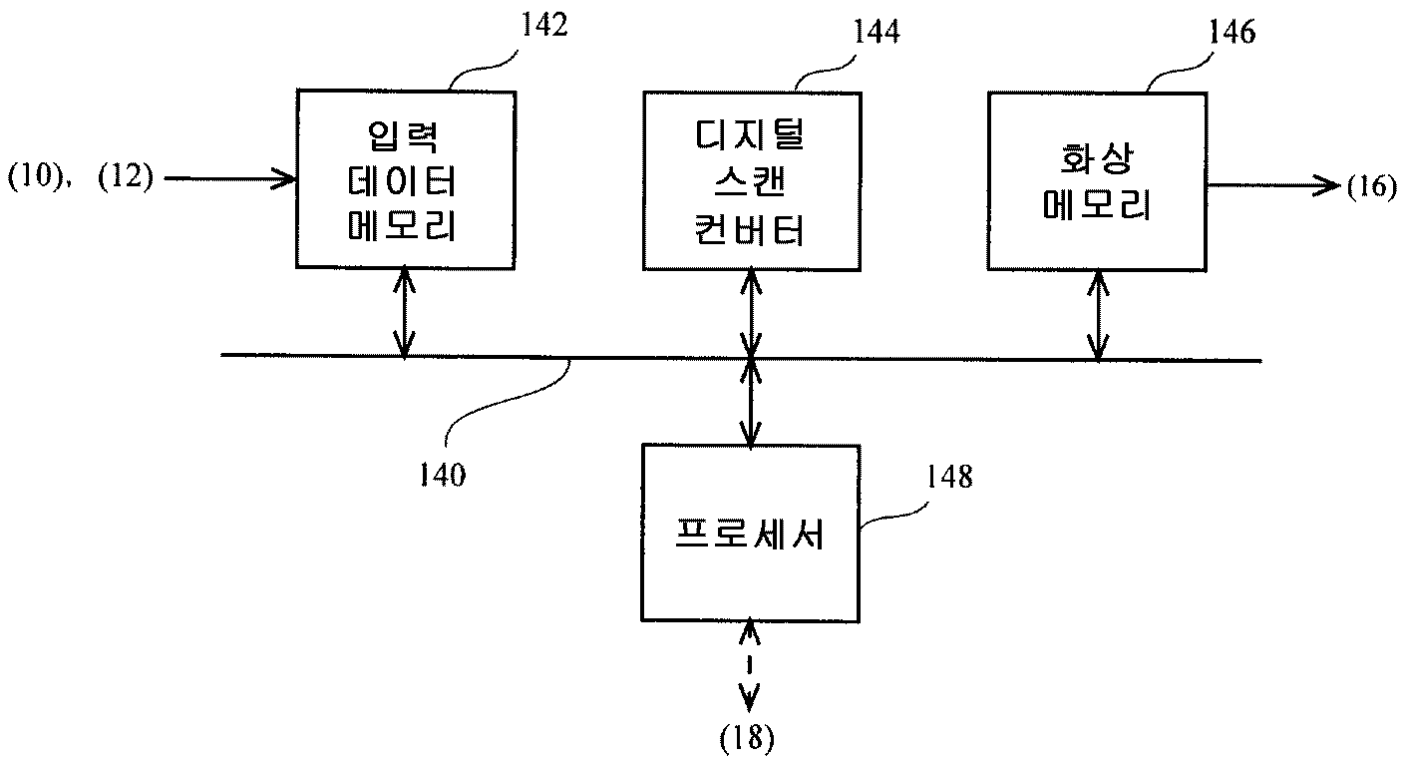 142
144
146
입력
데이터
메모리
디지털
스캔
컨버터
화상
메모리
(10), (12)
(16)
140
148
프로세서
(18)